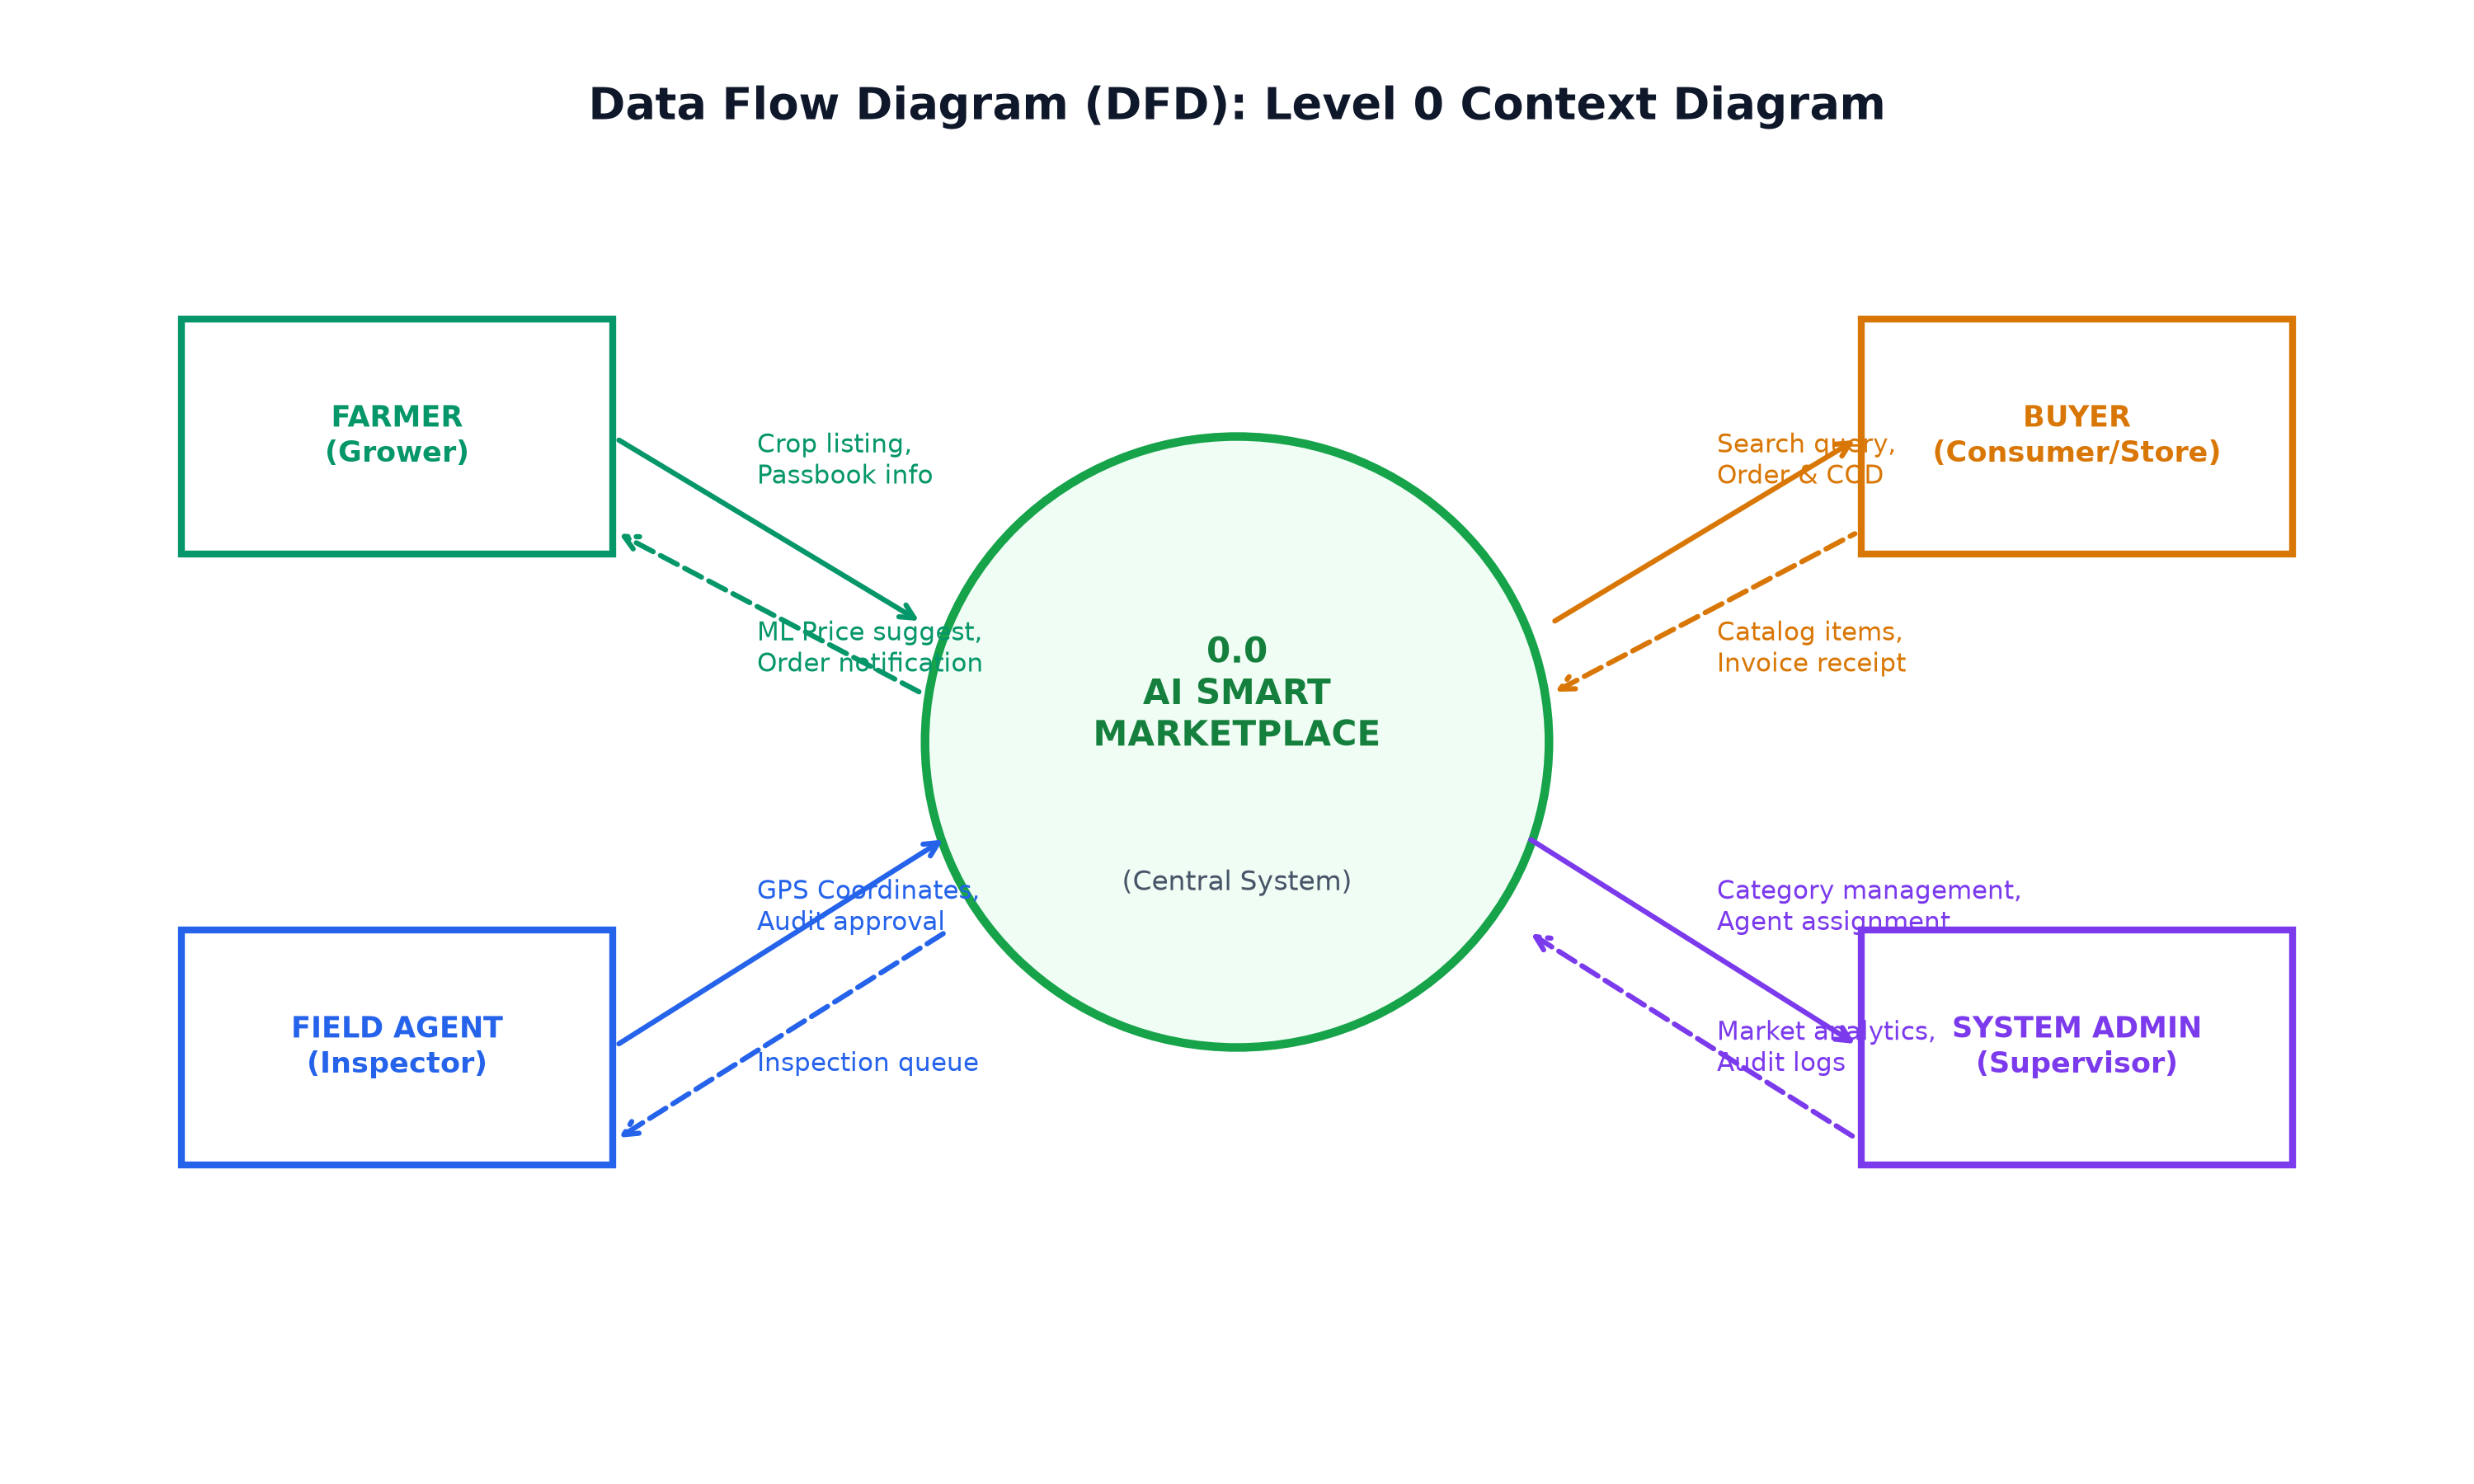 Data Flow Diagram (DFD): Level 0 Context Diagram
FARMER
(Grower)
Crop listing,
Passbook info
ML Price suggest,
Order notification
0.0
AI SMART
MARKETPLACE
(Central System)
Search query,
Order & COD
BUYER
(Consumer/Store)
Catalog items,
Invoice receipt
FIELD AGENT
(Inspector)
GPS Coordinates,
Audit approval
Inspection queue
Category management,
Agent assignment
Market analytics,
Audit logs
SYSTEM ADMIN
(Supervisor)